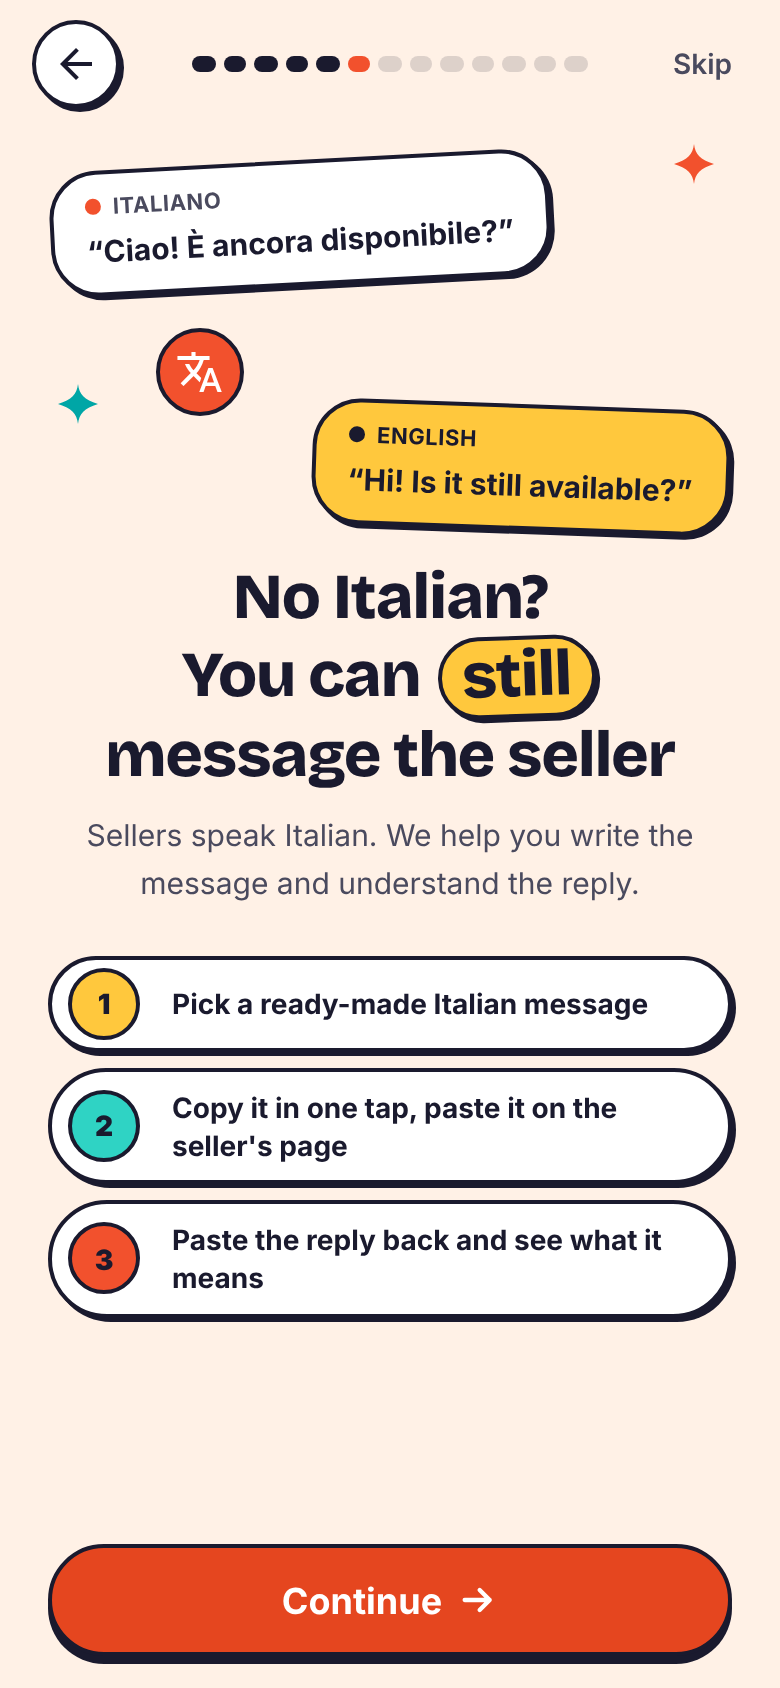 Skip
ITALIANO
“Ciao! È ancora disponibile?”
文A
ENGLISH
“Hi! Is it still available?”
No Italian?
You can still
message the seller
Sellers speak Italian. We help you write the
message and understand the reply.
1 Pick a ready-made Italian message
2 Copy it in one tap, paste it on the
seller's page
3 Paste the reply back and see what it
means
Continue →